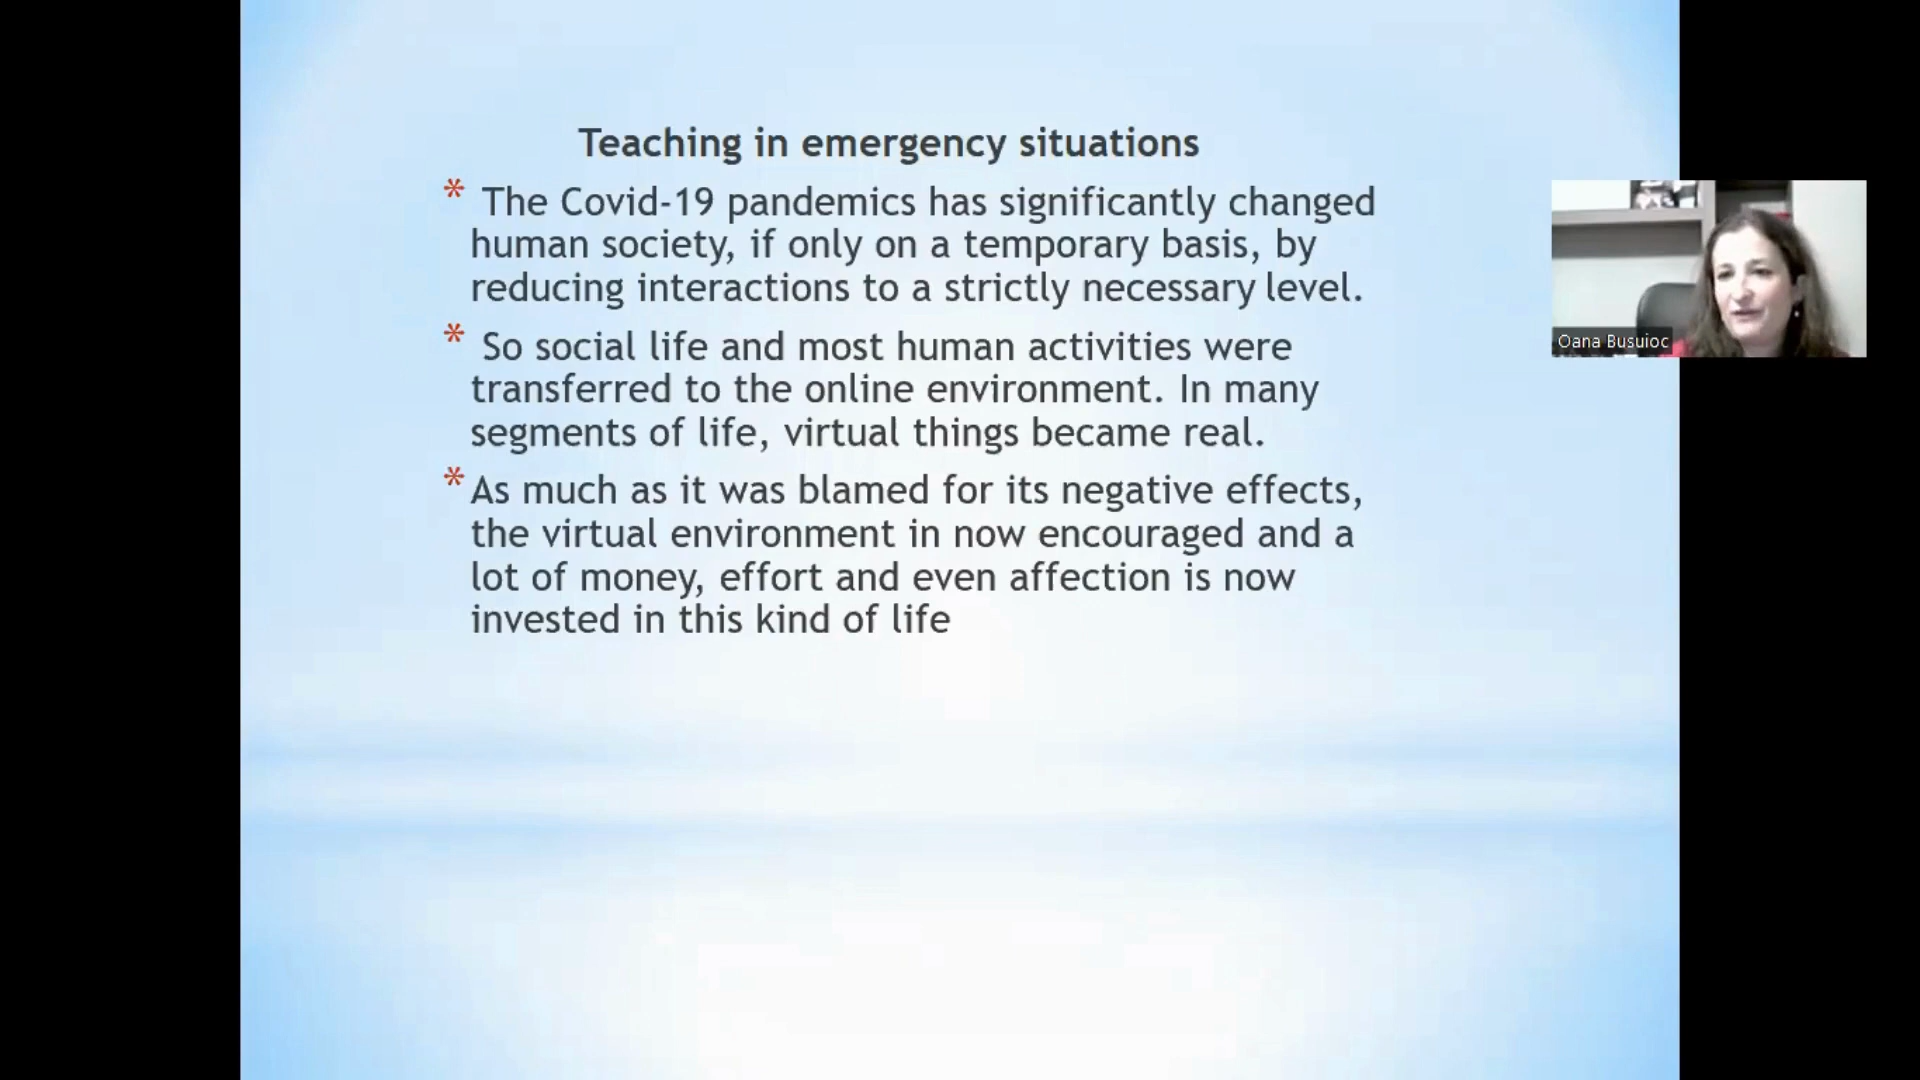 Teaching in emergency situations
* The Covid-19 pandemics has significantly changed
human society, if only on a temporary basis, by
reducing interactions to a strictly necessary level.
* So social life and most human activities were
transferred to the online environment. In many
segments of life, virtual things became real.
* As much as it was blamed for its negative effects,
the virtual environment in now encouraged and a
lot of money, effort and even affection is now
invested in this kind of life
Oana Busuioc